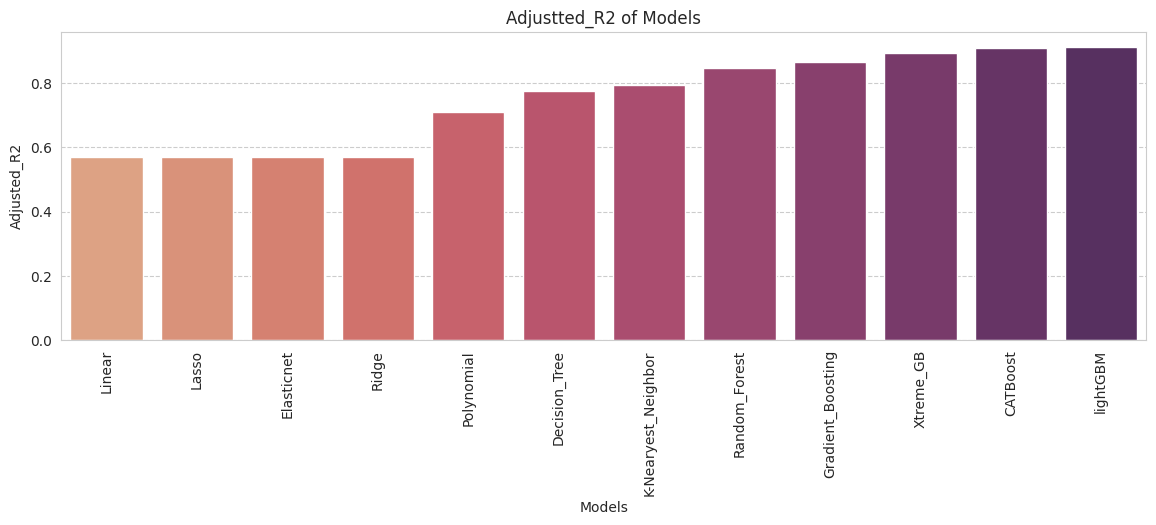 Adjustted_R2 of Models
Adjusted_R2
0.8
0.6
0.4
0.2
0.0
Linear
Lasso
Elasticnet
Ridge
Polynomial
Decision_Tree
K-Nearyest_Neighbor
Random_Forest
Gradient_Boosting
Xtreme_GB
CATBoost
lightGBM
Models